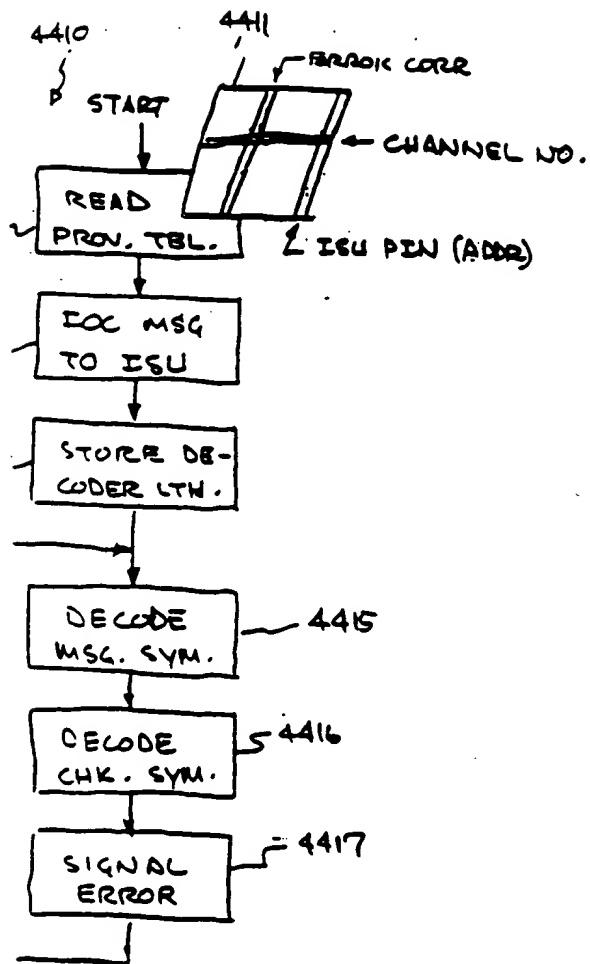 4410
4411
ERROR CORR
START
CHANNEL NO.
READ
PROV. TBL.
ISU PIN (ADDR)
IOC MSG
TO ISU
STORE DE-
CODER LTH.
DECODE
MSG. SYM.
4415
DECODE
CHK. SYM.
4416
SIGNAL
ERROR
4417